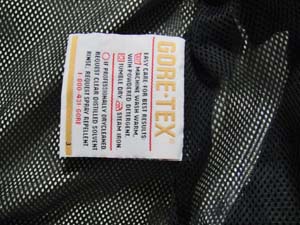 GORE-TEX®
EASY CARE FOR BEST RESULTS:
MACHINE WASH WARM,
WITH POWDERED DETERGENT.
TUMBLE DRY. STEAM IRON.
IF PROFESSIONALLY DRYCLEANED,
REQUEST CLEAR DISTILLED SOLVENT
RINSE. REQUEST SPRAY REPELLENT.
1-800-431-GORE